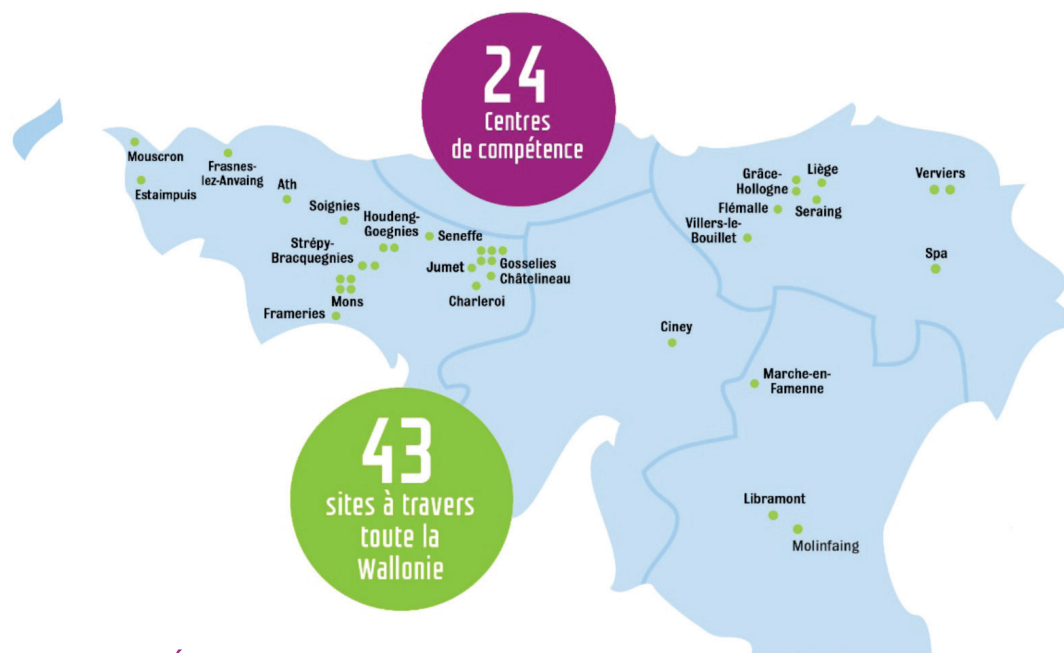 24
Centres
de compétence
Mouscron
Estaimpuis
Frasnes-
lez-Anvaing
Ath
Soignies
Houdeng-
Goegnies
Seneffe
Strépy-
Bracquegnies
Mons
Frameries
Jumet
Gosselies
Châtelineau
Charleroi
Grâce-
Hollogne
Liège
Flémalle
Seraing
Villers-le-
Bouillet
Verviers
Spa
Ciney
Marche-en-
Famenne
Libramont
Molinfaing
43
sites à travers
toute la
Wallonie